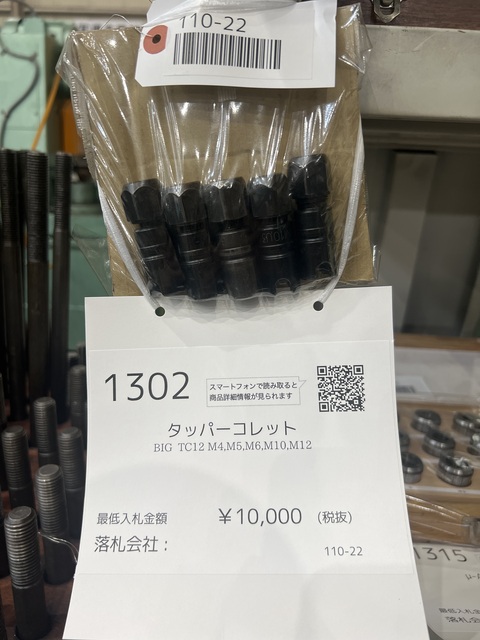 110-22
1302
スマートフォンで読み取ると
商品詳細情報が見られます
タッパーコレット
BIG TC12 M4,M5,M6,M10,M12
最低入札金額 ￥10,000 (税抜)
落札会社：
110-22
1315